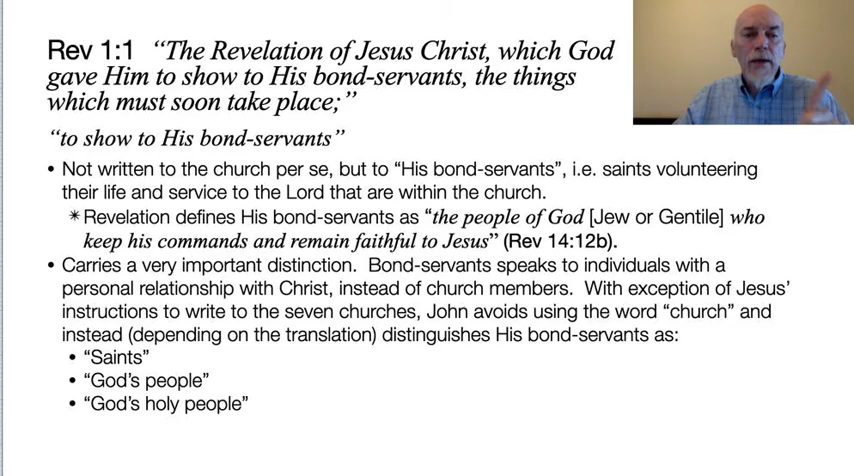 Rev 1:1 “The Revelation of Jesus Christ, which God
gave Him to show to His bond-servants, the things
which must soon take place;”
“to show to His bond-servants”
• Not written to the church per se, but to “His bond-servants”, i.e. saints volunteering
their life and service to the Lord that are within the church.
✴Revelation defines His bond-servants as “the people of God [Jew or Gentile] who
keep his commands and remain faithful to Jesus” (Rev 14:12b).
• Carries a very important distinction. Bond-servants speaks to individuals with a
personal relationship with Christ, instead of church members. With exception of Jesus’
instructions to write to the seven churches, John avoids using the word “church” and
instead (depending on the translation) distinguishes His bond-servants as:
• “Saints”
• “God’s people”
• “God’s holy people”